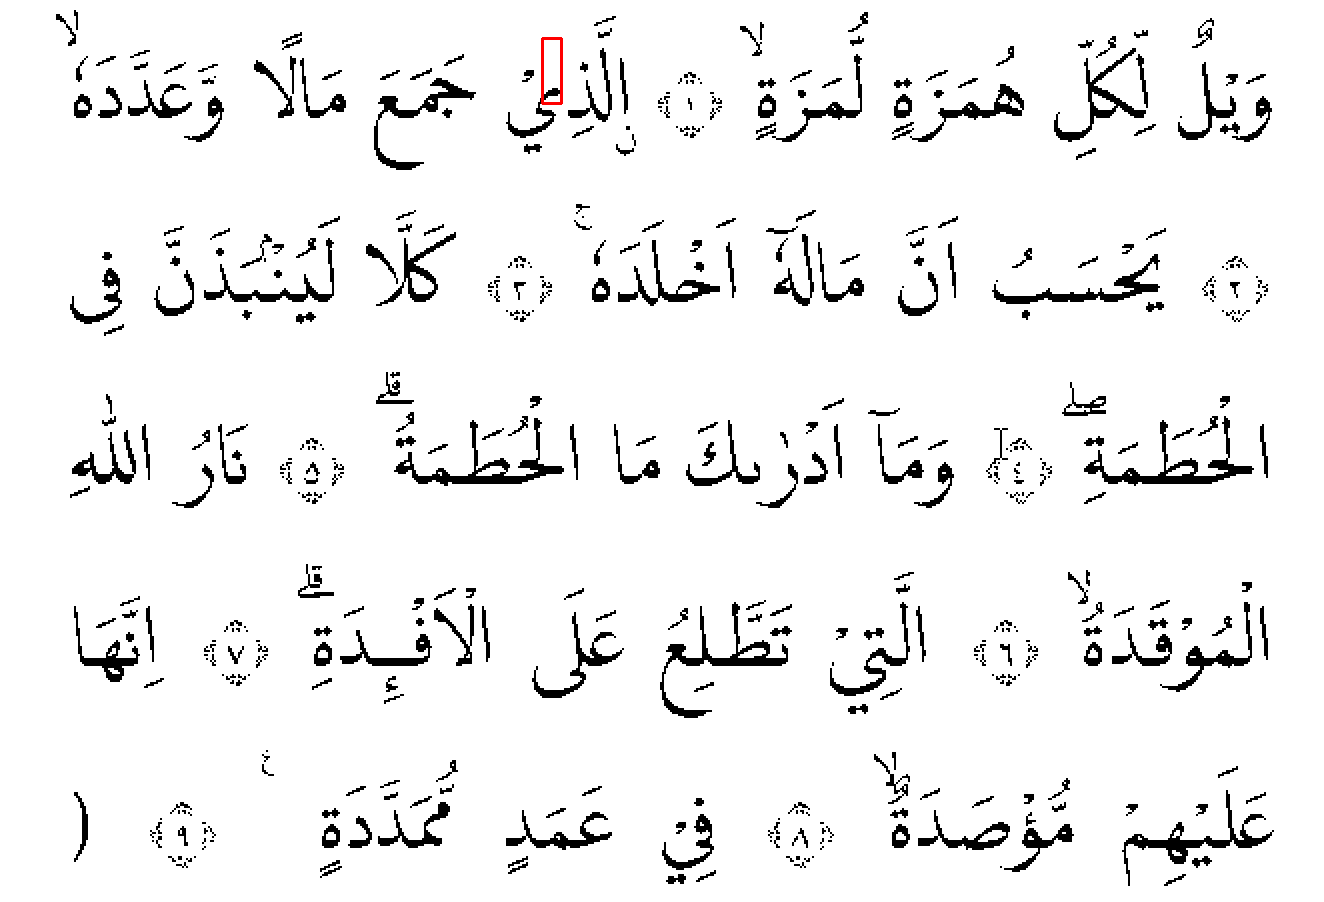 وَيْلٌ لِّكُلِّ هُمَزَةٍ لُّمَزَةٍۙ ١ ۨالَّذِيْ جَمَعَ مَالًا وَّعَدَّدَهٗۙ
٢ يَحْسَبُ اَنَّ مَالَهٗٓ اَخْلَدَهٗۚ ٣ كَلَّا لَيُنْۢبَذَنَّ فِى
الْحُطَمَةِۖ ٤ وَمَآ اَدْرٰىكَ مَا الْحُطَمَةُۗ ٥ نَارُ اللّٰهِ
الْمُوْقَدَةُۙ ٦ الَّتِيْ تَطَّلِعُ عَلَى الْاَفْـِٕدَةِۗ ٧ اِنَّهَا
عَلَيْهِمْ مُّؤْصَدَةٌۙ ٨ فِيْ عَمَدٍ مُّمَدَّدَةٍ ࣖ ٩ (